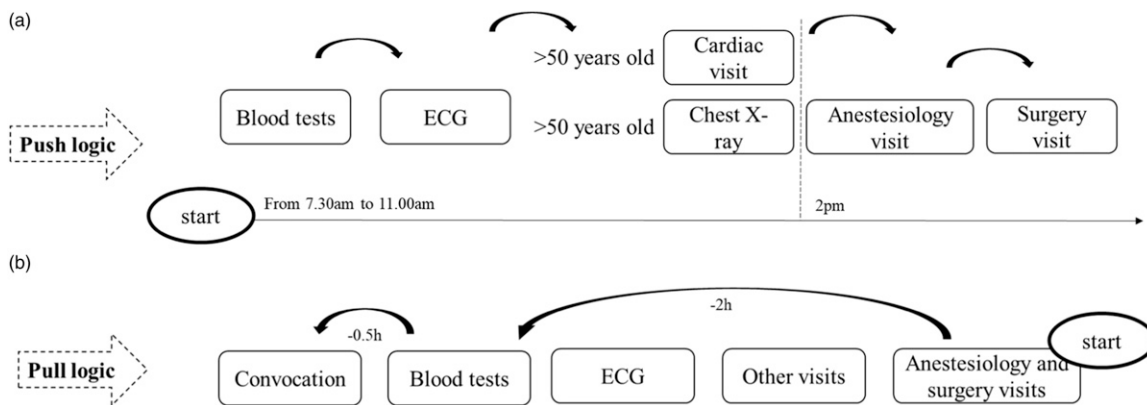 (a)
>50 years old
Cardiac
visit
Blood tests
ECG
>50 years old
Chest X-
ray
Anestesiology
visit
Surgery
visit
Push logic
start
From 7.30am to 11.00am
2pm
(b)
-0.5h
-2h
start
Pull logic
Convocation
Blood tests
ECG
Other visits
Anestesiology and
surgery visits